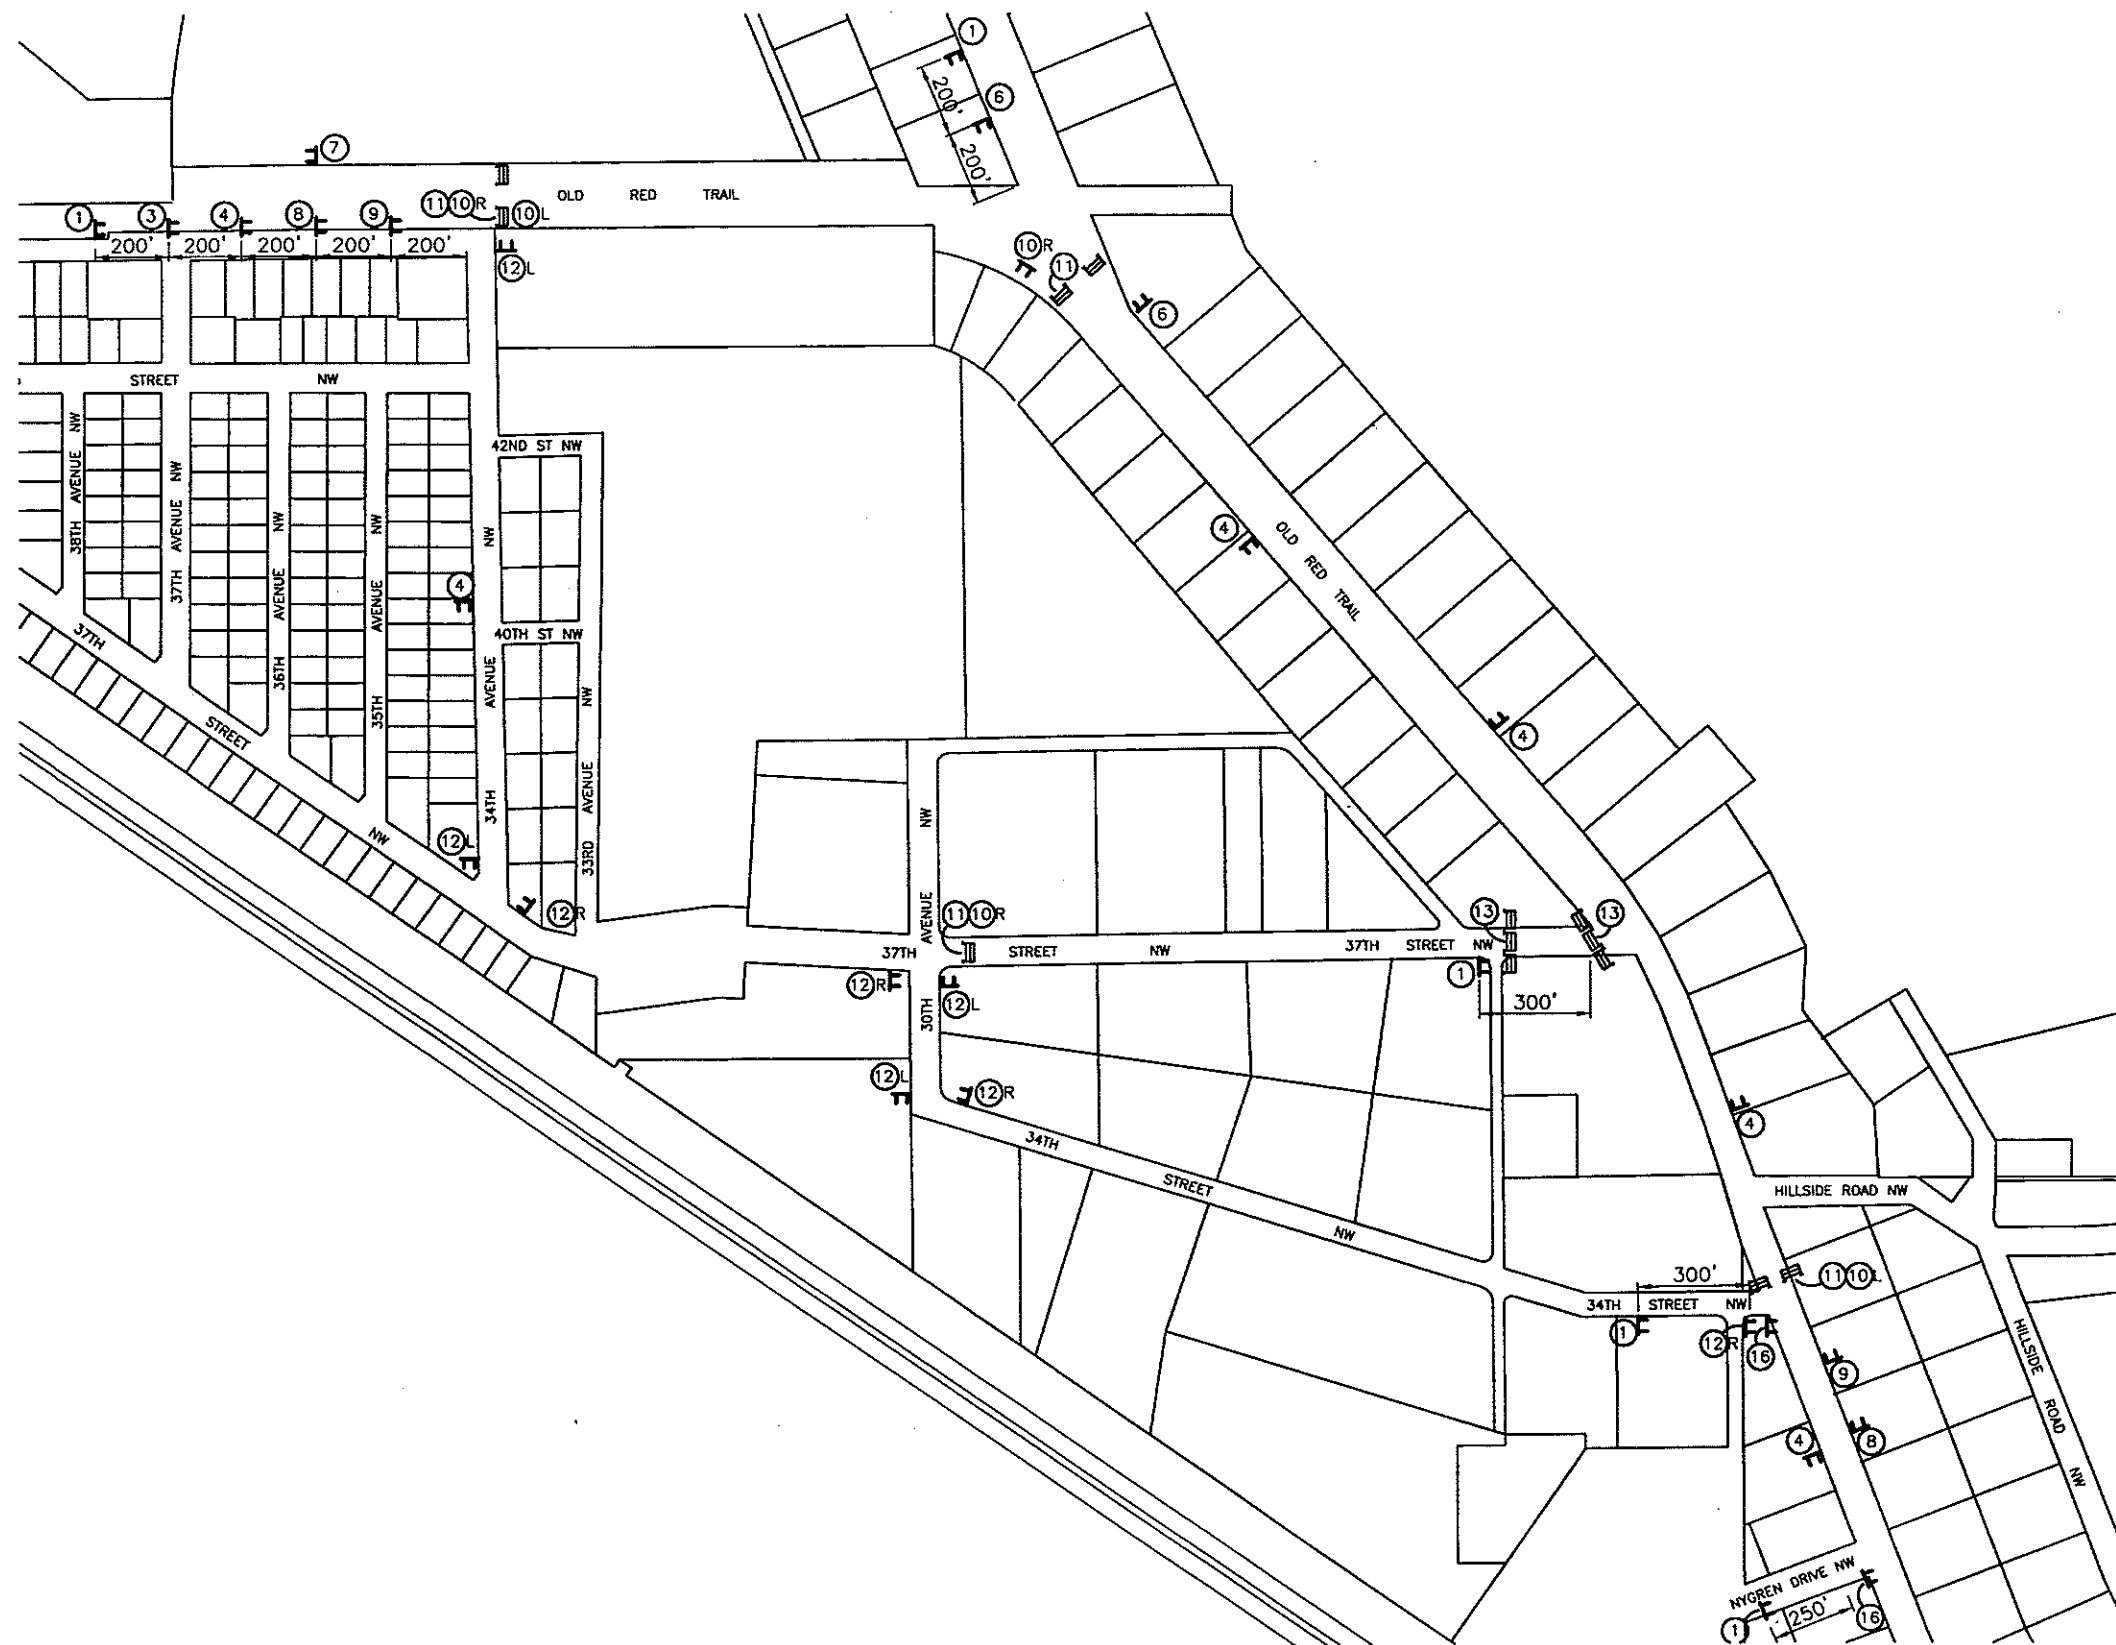 1
200'
6
200'
7
OLD RED TRAIL
11 10 R
10 L
1
3
4
8
9
200' 200' 200' 200' 200'
12 L
10 R
11
6
STREET NW
42ND ST NW
38TH AVENUE NW
37TH AVENUE NW
36TH AVENUE NW
35TH AVENUE NW
34TH AVENUE NW
33RD AVENUE NW
4
40TH ST NW
4
OLD RED TRAIL
4
37TH STREET NW
12 L
12 R
30TH AVENUE NW
11 10 R
37TH STREET NW
37TH STREET NW
13
13
12 R
12 L
1
300'
12 L
12 R
34TH STREET NW
4
HILLSIDE ROAD NW
300'
11 10 L
34TH STREET NW
1
12 R
16
9
HILLSIDE ROAD NW
4
8
NYGREN DRIVE NW
250'
1
16